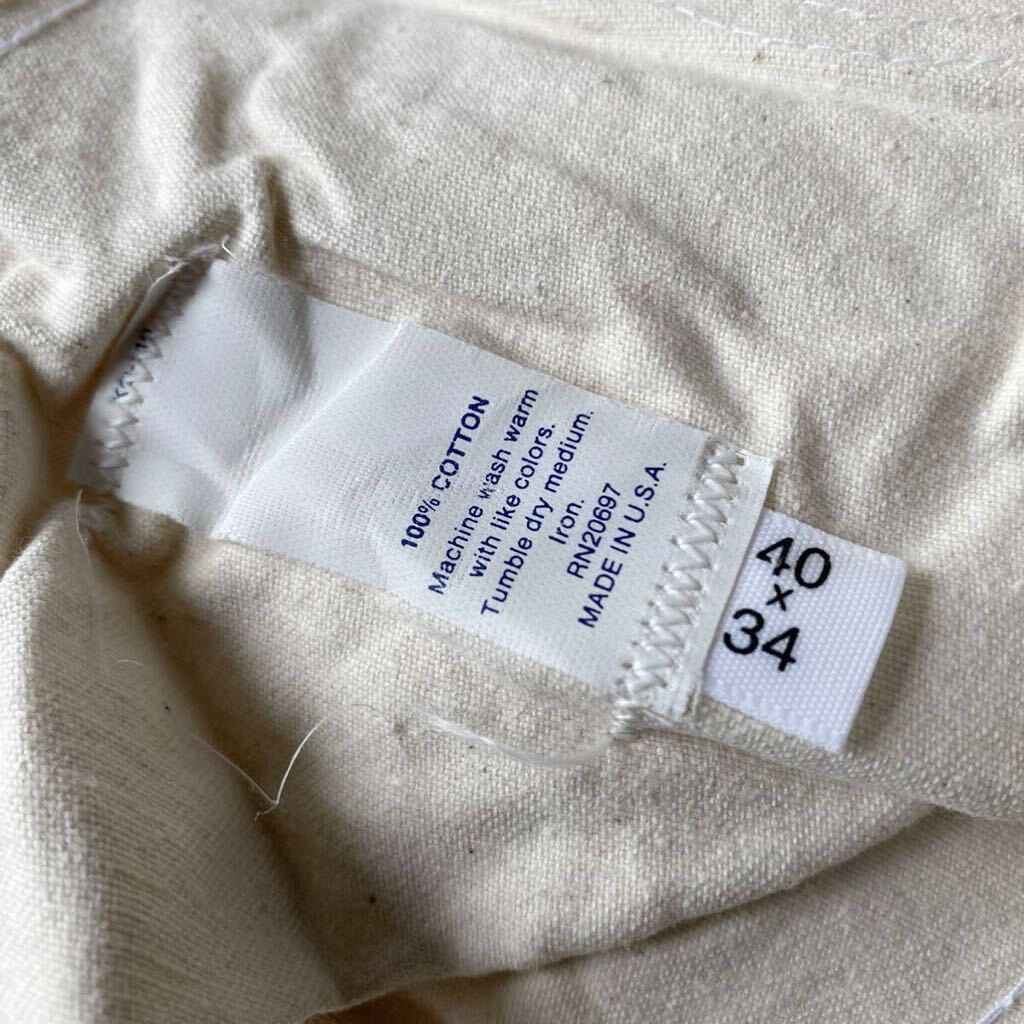 100% COTTON
Machine wash warm
with like colors.
Tumble dry medium.
Iron.
RN20697
MADE IN U.S.A.
40
x
34